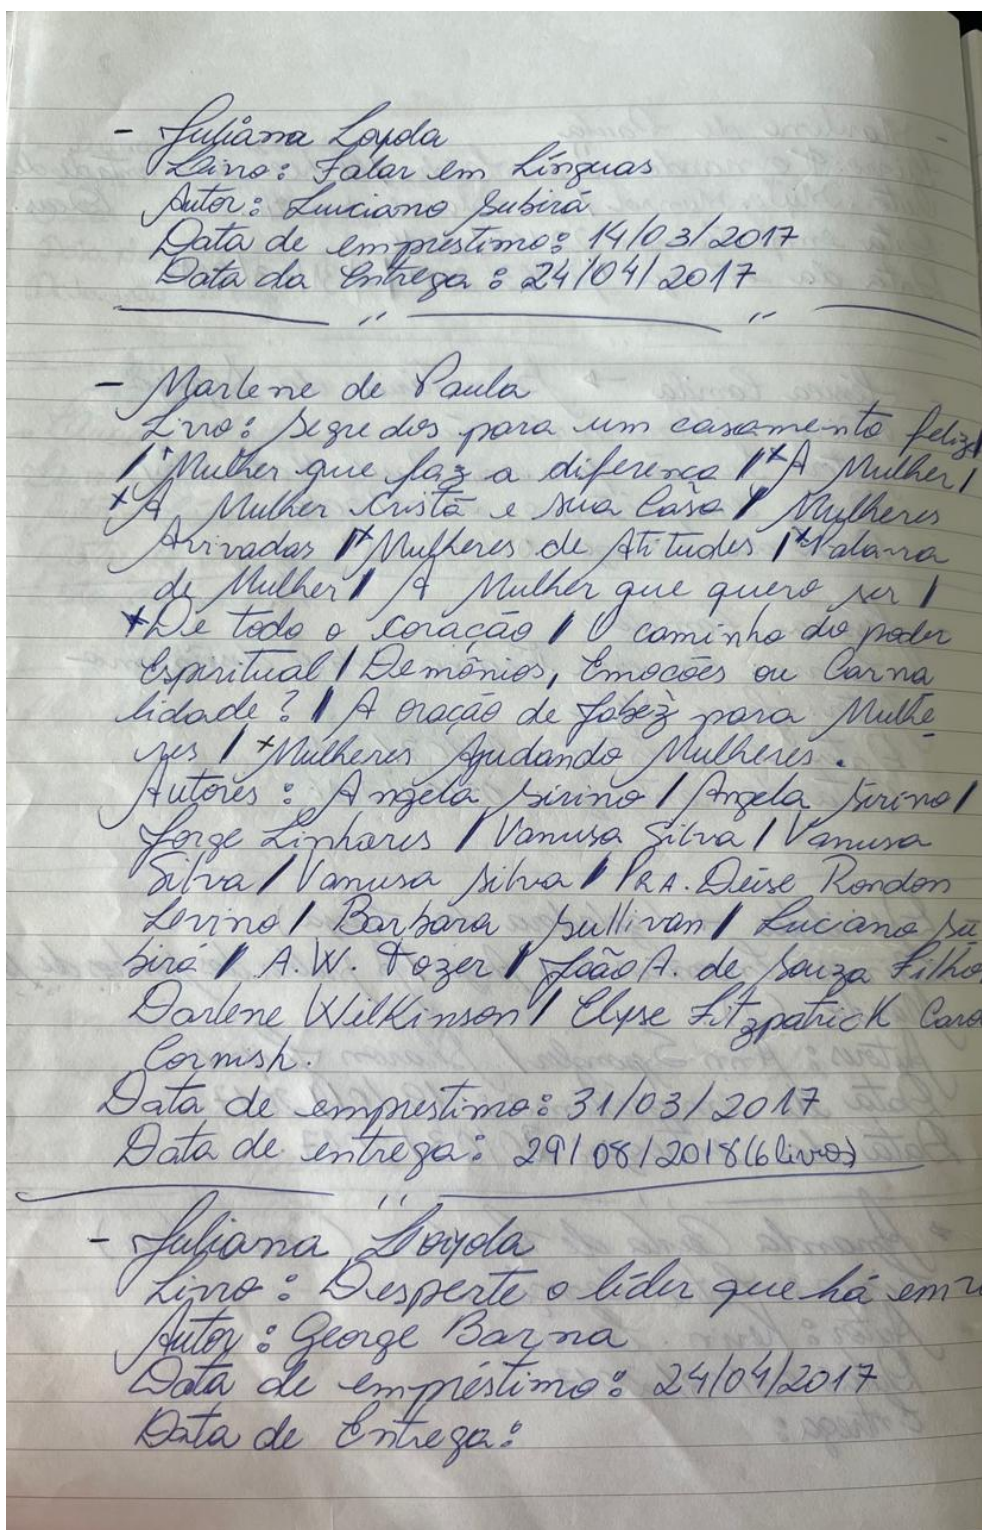 - Juliana Loyola
Livro: Falar em Línguas
Autor: Luciano Subirá
Data de empréstimo: 14/03/2017
Data da Entrega: 24/04/2017
- Marlene de Paula
Livro: Segredos para um casamento feliz/
/ +Mulher que faz a diferença / +A Mulher /
+A Mulher Cristã e sua Casa / Mulheres
Avivadas / +Mulheres de Atitudes / +Palavra
de Mulher / A Mulher que quero ser /
+De todo o coração / O caminho do poder
Espiritual / Demônios, Emoções ou Carna
lidade? / A oração de Jabez para Mulhe
res / +Mulheres Ajudando Mulheres.
Autores: Angela Sirino / Angela Sirino /
Jorge Linhares / Vanusa Silva / Vanusa
Silva / Vanusa Silva / PRA. Deise Rondon
Levino / Barbara Sullivan / Luciano Su
birá / A.W. Tozer / João A. de Souza Filho
Darlene Wilkinson / Elyse Fitzpatrick Caro
Cornish.
Data de empréstimo: 31/03/2017
Data de entrega: 29/08/2018 (6 livros)
- Juliana Loyola
Livro: Desperte o líder que há em
Autor: George Barna
Data de empréstimo: 24/04/2017
Data de Entrega: